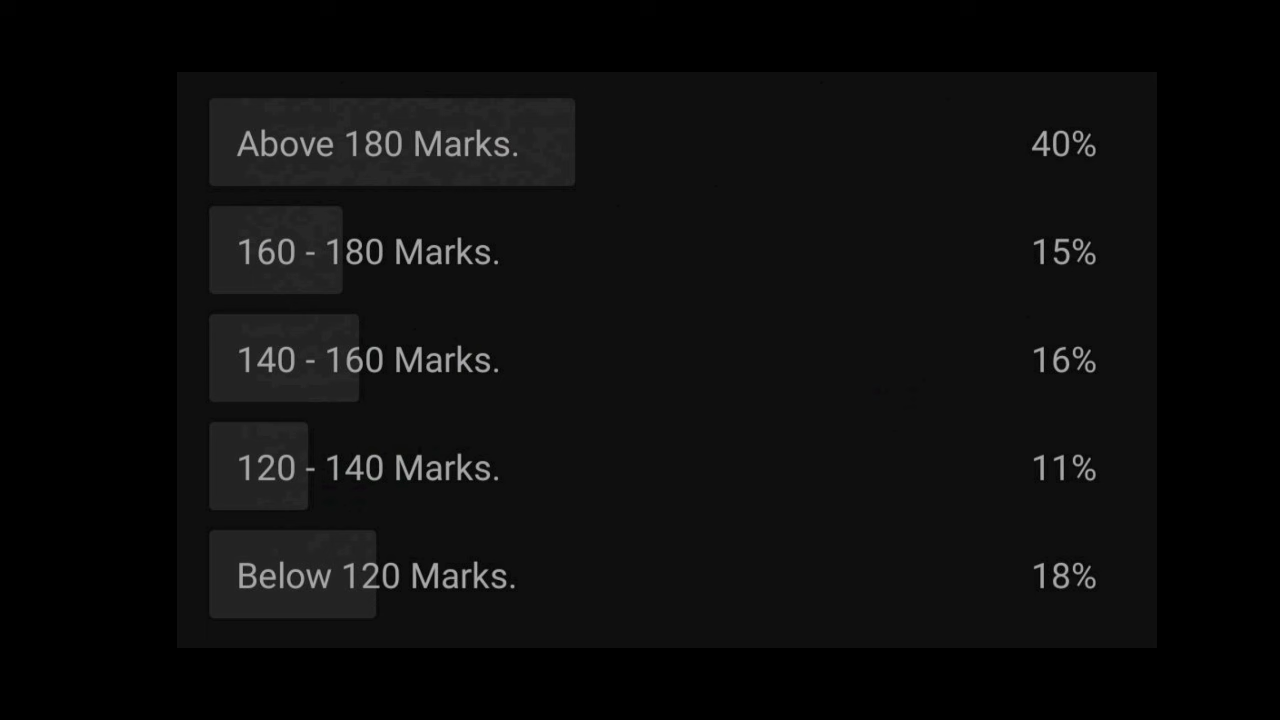 Above 180 Marks. 40%
160 - 180 Marks. 15%
140 - 160 Marks. 16%
120 - 140 Marks. 11%
Below 120 Marks. 18%